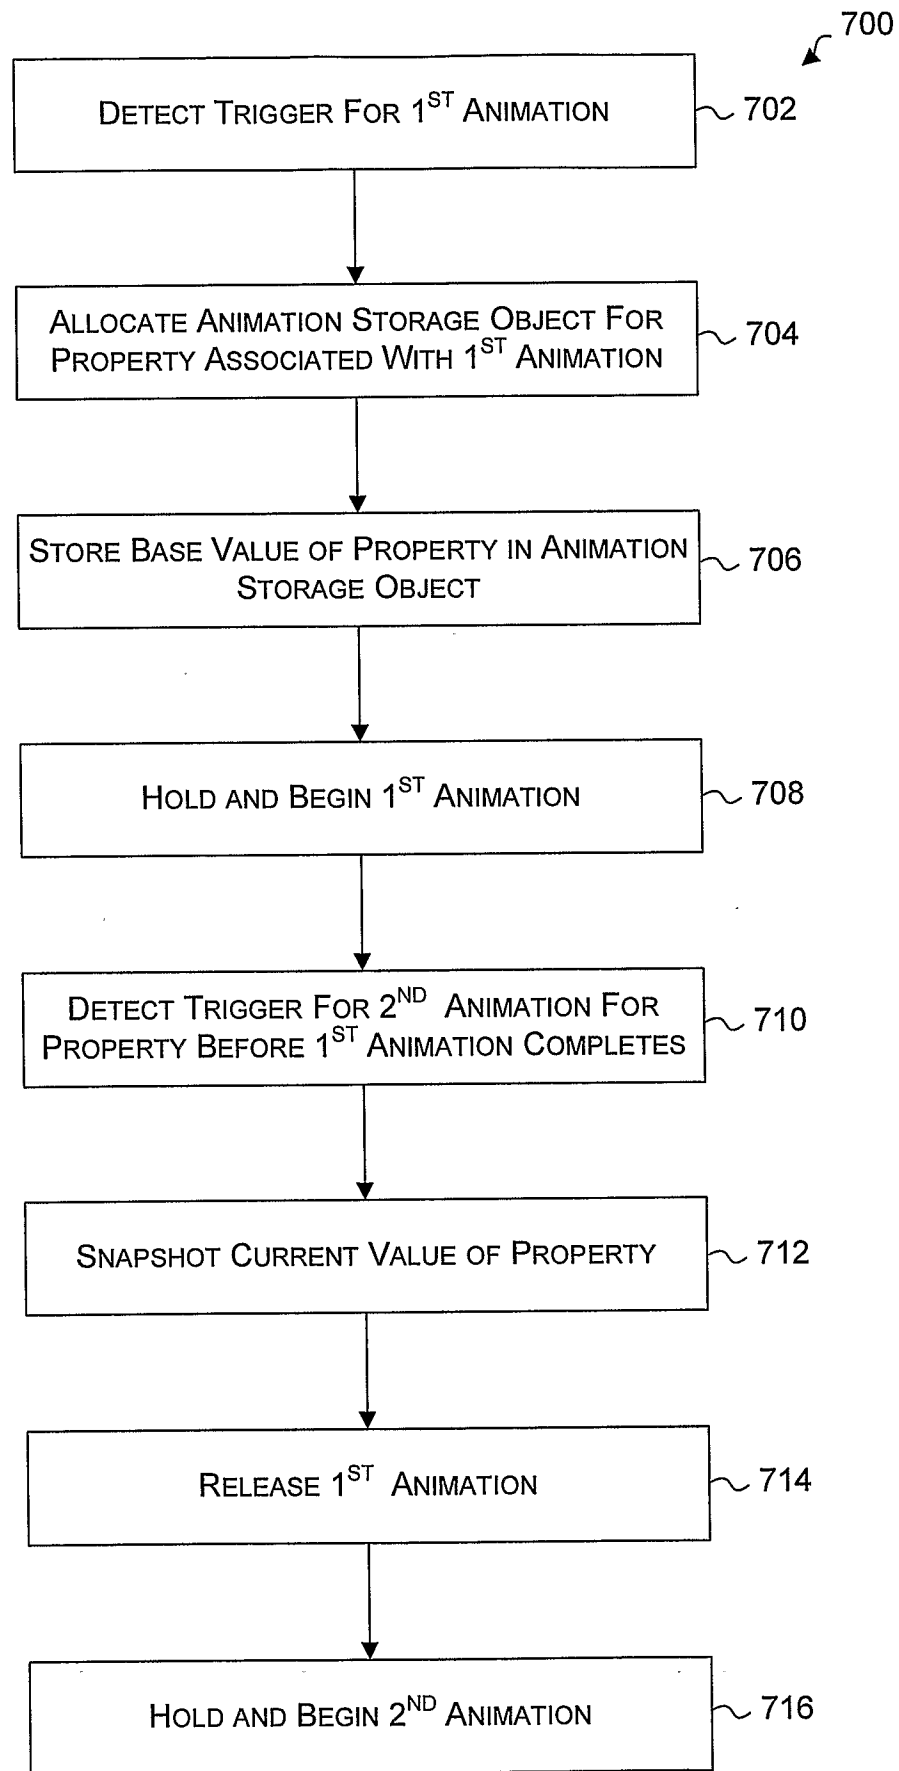 700
DETECT TRIGGER FOR 1ST ANIMATION
702
ALLOCATE ANIMATION STORAGE OBJECT FOR
PROPERTY ASSOCIATED WITH 1ST ANIMATION
704
STORE BASE VALUE OF PROPERTY IN ANIMATION
STORAGE OBJECT
706
HOLD AND BEGIN 1ST ANIMATION
708
DETECT TRIGGER FOR 2ND ANIMATION FOR
PROPERTY BEFORE 1ST ANIMATION COMPLETES
710
SNAPSHOT CURRENT VALUE OF PROPERTY
712
RELEASE 1ST ANIMATION
714
HOLD AND BEGIN 2ND ANIMATION
716